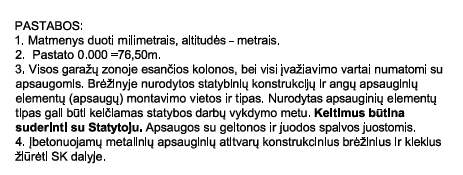 PASTABOS:
1. Matmenys duoti milimetrais, altitudės – metrais.
2.  Pastato 0.000 =76,50m.
3. Visos garažų zonoje esančios kolonos, bei visi įvažiavimo vartai numatomi su
apsaugomis. Brėžinyje nurodytos statybinių konstrukcijų ir angų apsauginių
elementų (apsaugų) montavimo vietos ir tipas. Nurodytas apsauginių elementų
tipas gali būti keičiamas statybos darbų vykdymo metu. Keitimus būtina
suderinti su Statytoju. Apsaugos su geltonos ir juodos spalvos juostomis.
4. Įbetonuojamų metalinių apsauginių atitvarų konstrukcinius brėžinius ir kiekius
žiūrėti SK dalyje.